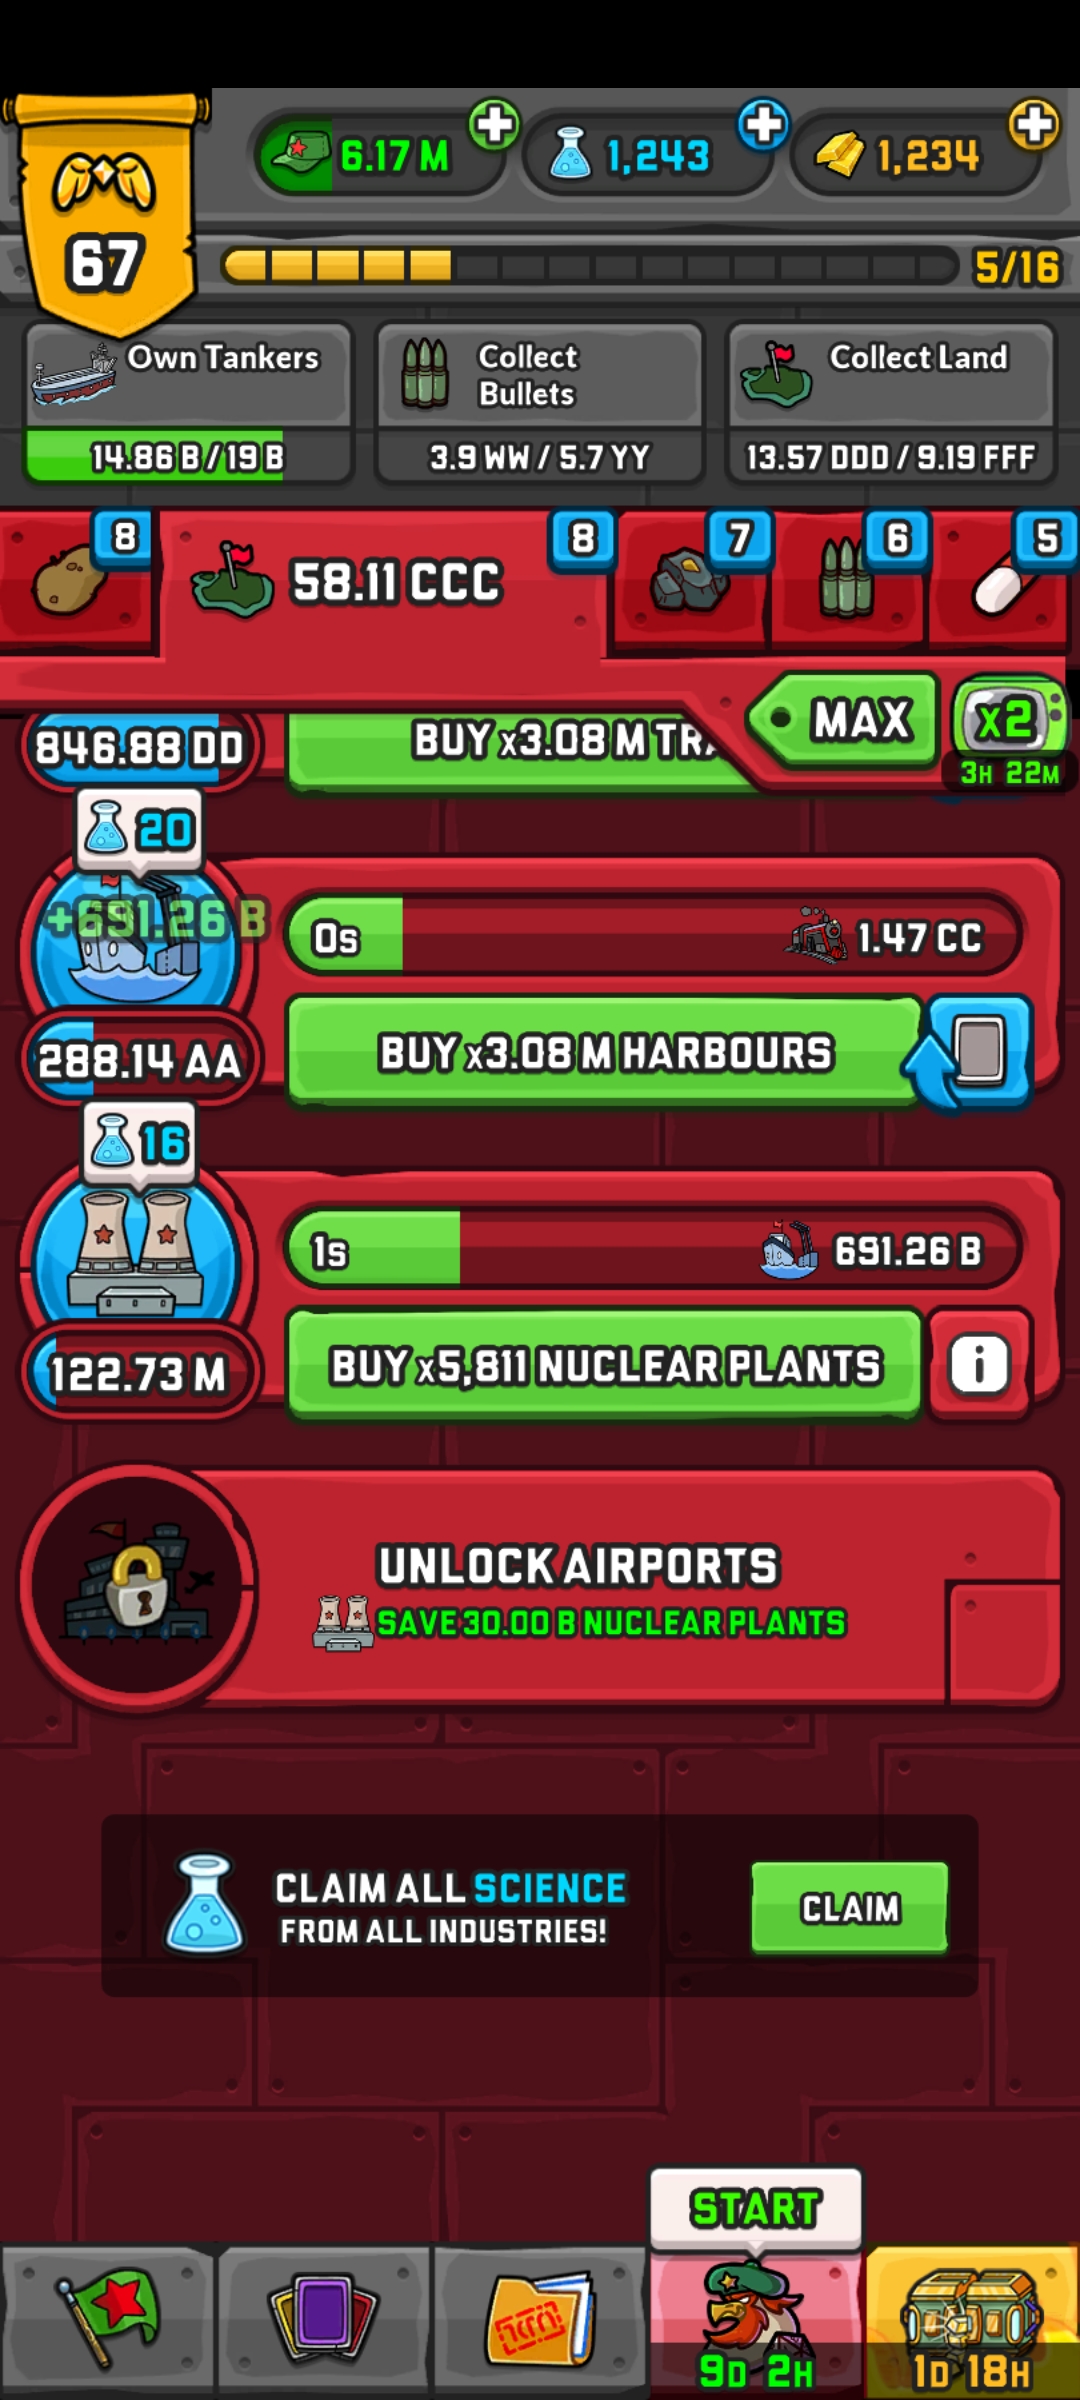 6.17 M
1,243
1,234
67
5/16
Own Tankers
14.86 B / 19 B
Collect
Bullets
3.9 WW / 5.7 YY
Collect Land
13.57 DDD / 9.19 FFF
8
58.11 CCC
8
7
6
5
846.88 DD
BUY x3.08 M TRA
MAX
x2
3H 22M
20
+691.26 B
0s
1.47 CC
288.14 AA
BUY x3.08 M HARBOURS
16
1s
691.26 B
122.73 M
BUY x5,811 NUCLEAR PLANTS
i
UNLOCK AIRPORTS
SAVE 30.00 B NUCLEAR PLANTS
CLAIM ALL SCIENCE
FROM ALL INDUSTRIES!
CLAIM
START
9D 2H
1D 18H